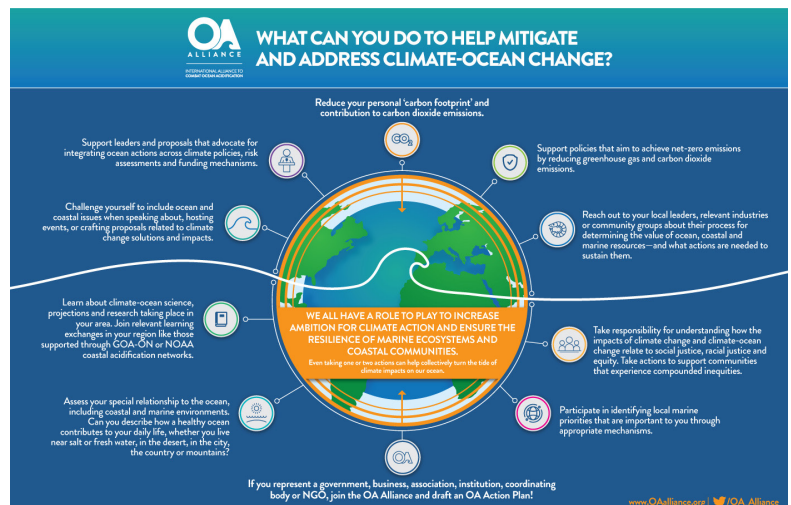 OA
ALLIANCE
INTERNATIONAL ALLIANCE TO
COMBAT OCEAN ACIDIFICATION
WHAT CAN YOU DO TO HELP MITIGATE
AND ADDRESS CLIMATE-OCEAN CHANGE?
Reduce your personal ‘carbon footprint’ and
contribution to carbon dioxide emissions.
CO2
Support leaders and proposals that advocate for
integrating ocean actions across climate policies, risk
assessments and funding mechanisms.
Support policies that aim to achieve net-zero emissions
by reducing greenhouse gas and carbon dioxide
emissions.
Challenge yourself to include ocean and
coastal issues when speaking about, hosting
events, or crafting proposals related to climate
change solutions and impacts.
Reach out to your local leaders, relevant industries
or community groups about their process for
determining the value of ocean, coastal and
marine resources—and what actions are needed to
sustain them.
Learn about climate-ocean science,
projections and research taking place in
your area. Join relevant learning
exchanges in your region like those
supported through GOA-ON or NOAA
coastal acidification networks.
WE ALL HAVE A ROLE TO PLAY TO INCREASE
AMBITION FOR CLIMATE ACTION AND ENSURE THE
RESILIENCE OF MARINE ECOSYSTEMS AND
COASTAL COMMUNITIES.
Even taking one or two actions can help collectively turn the tide of
climate impacts on our ocean.
Take responsibility for understanding how the
impacts of climate change and climate-ocean
change relate to social justice, racial justice and
equity. Take actions to support communities
that experience compounded inequities.
Assess your special relationship to the ocean,
including coastal and marine environments.
Can you describe how a healthy ocean
contributes to your daily life, whether you live
near salt or fresh water, in the desert, in the city,
the country or mountains?
Participate in identifying local marine
priorities that are important to you through
appropriate mechanisms.
OA
If you represent a government, business, association, institution, coordinating
body or NGO, join the OA Alliance and draft an OA Action Plan!
www.OAalliance.org | /OA_Alliance